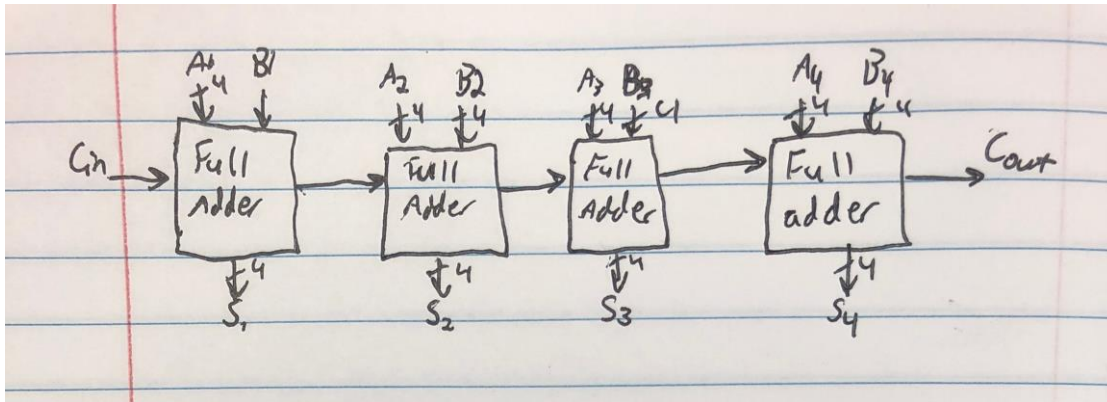 A1 B1 A2 B2 A3 B3 A4 B4
4 4 4 4 4 4 4
Cin Full Adder Full Adder Full Adder Full adder Cout
4 4 4 4
S1 S2 S3 S4